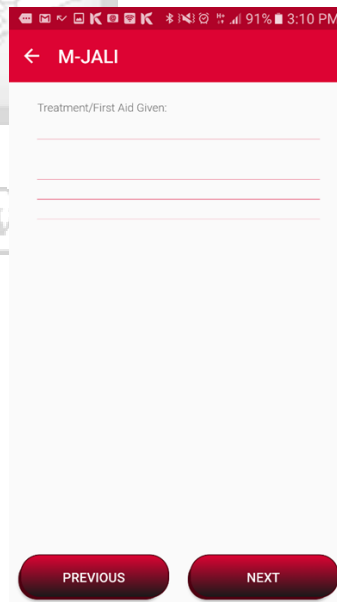 91% 3:10 PM
M-JALI
Treatment/First Aid Given:
PREVIOUS
NEXT